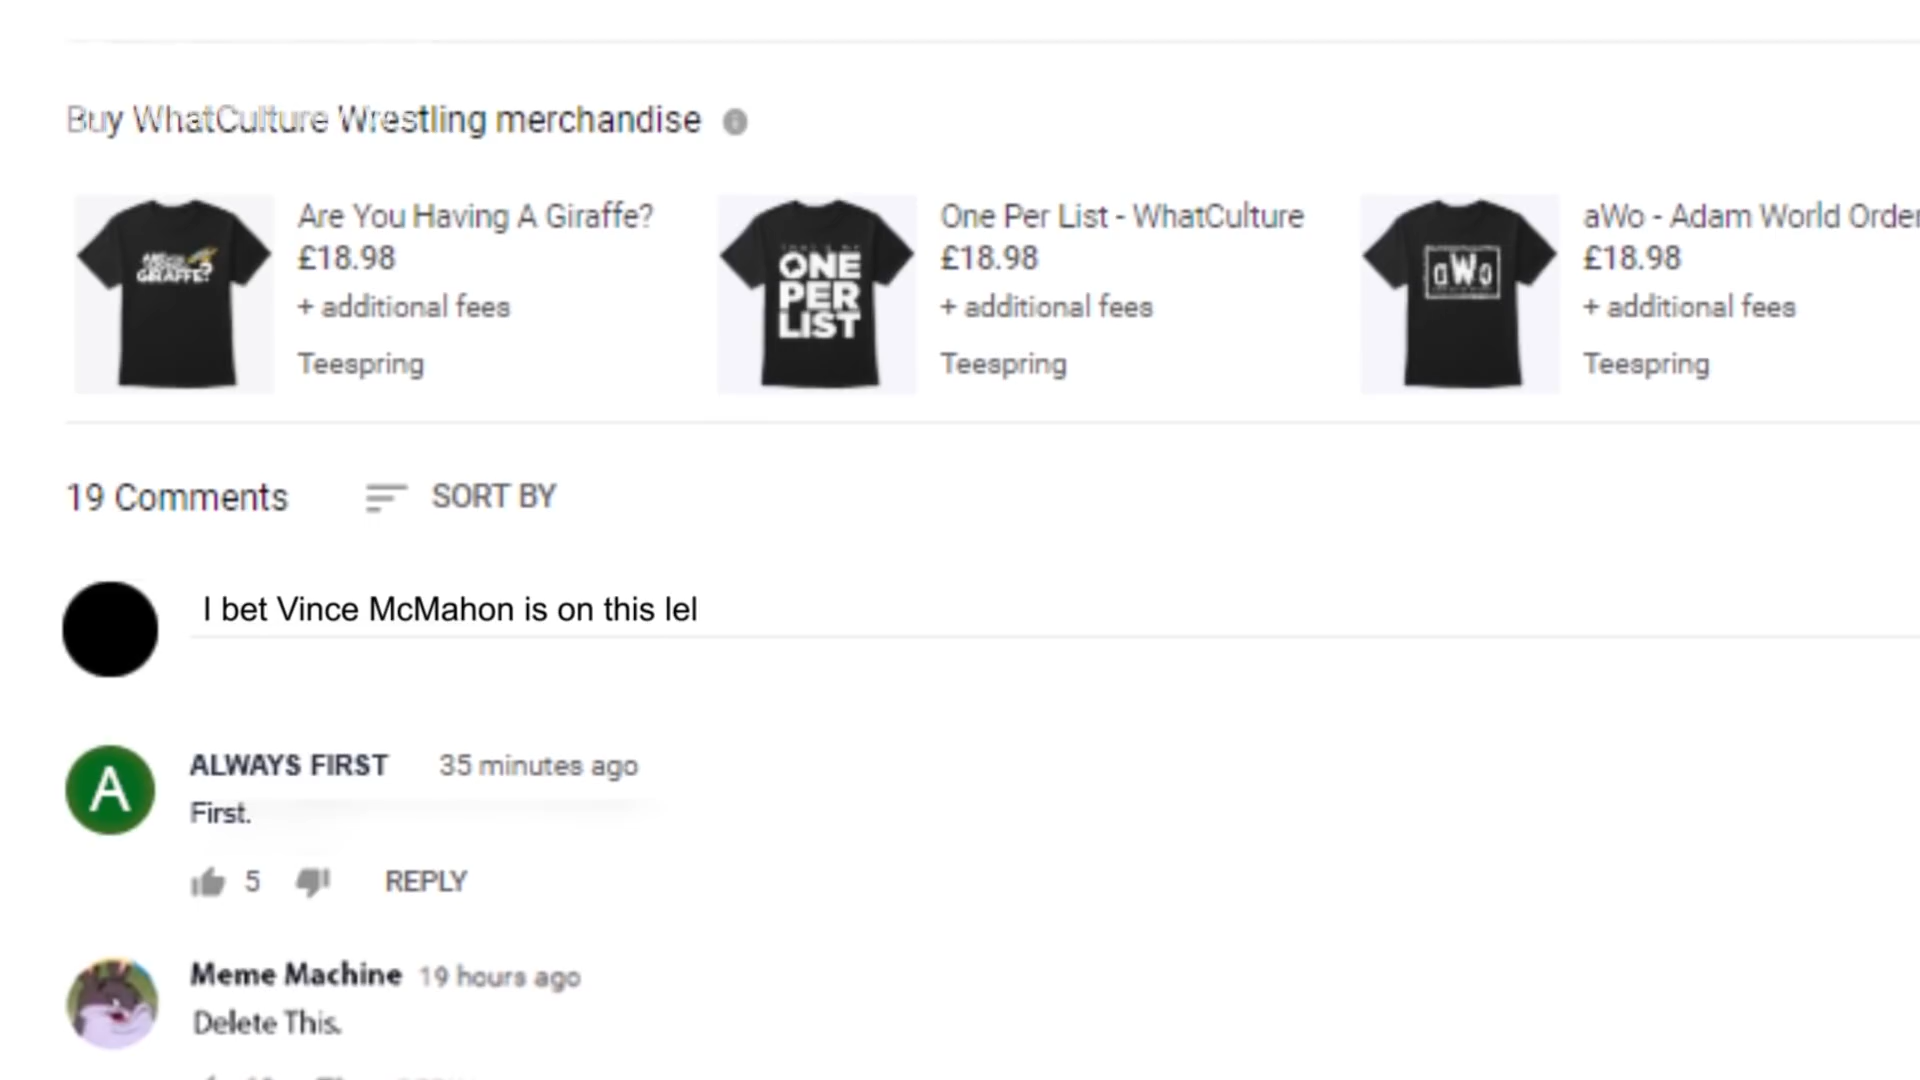 Buy WhatCulture Wrestling merchandise
Are You Having A Giraffe?
£18.98
+ additional fees
Teespring
GIRAFFE?
One Per List - WhatCulture
£18.98
+ additional fees
Teespring
ONE
PER
LIST
aWo - Adam World Order
£18.98
+ additional fees
Teespring
aWo
19 Comments SORT BY
I bet Vince McMahon is on this lel
A
ALWAYS FIRST 35 minutes ago
First.
5 REPLY
Meme Machine 19 hours ago
Delete This.